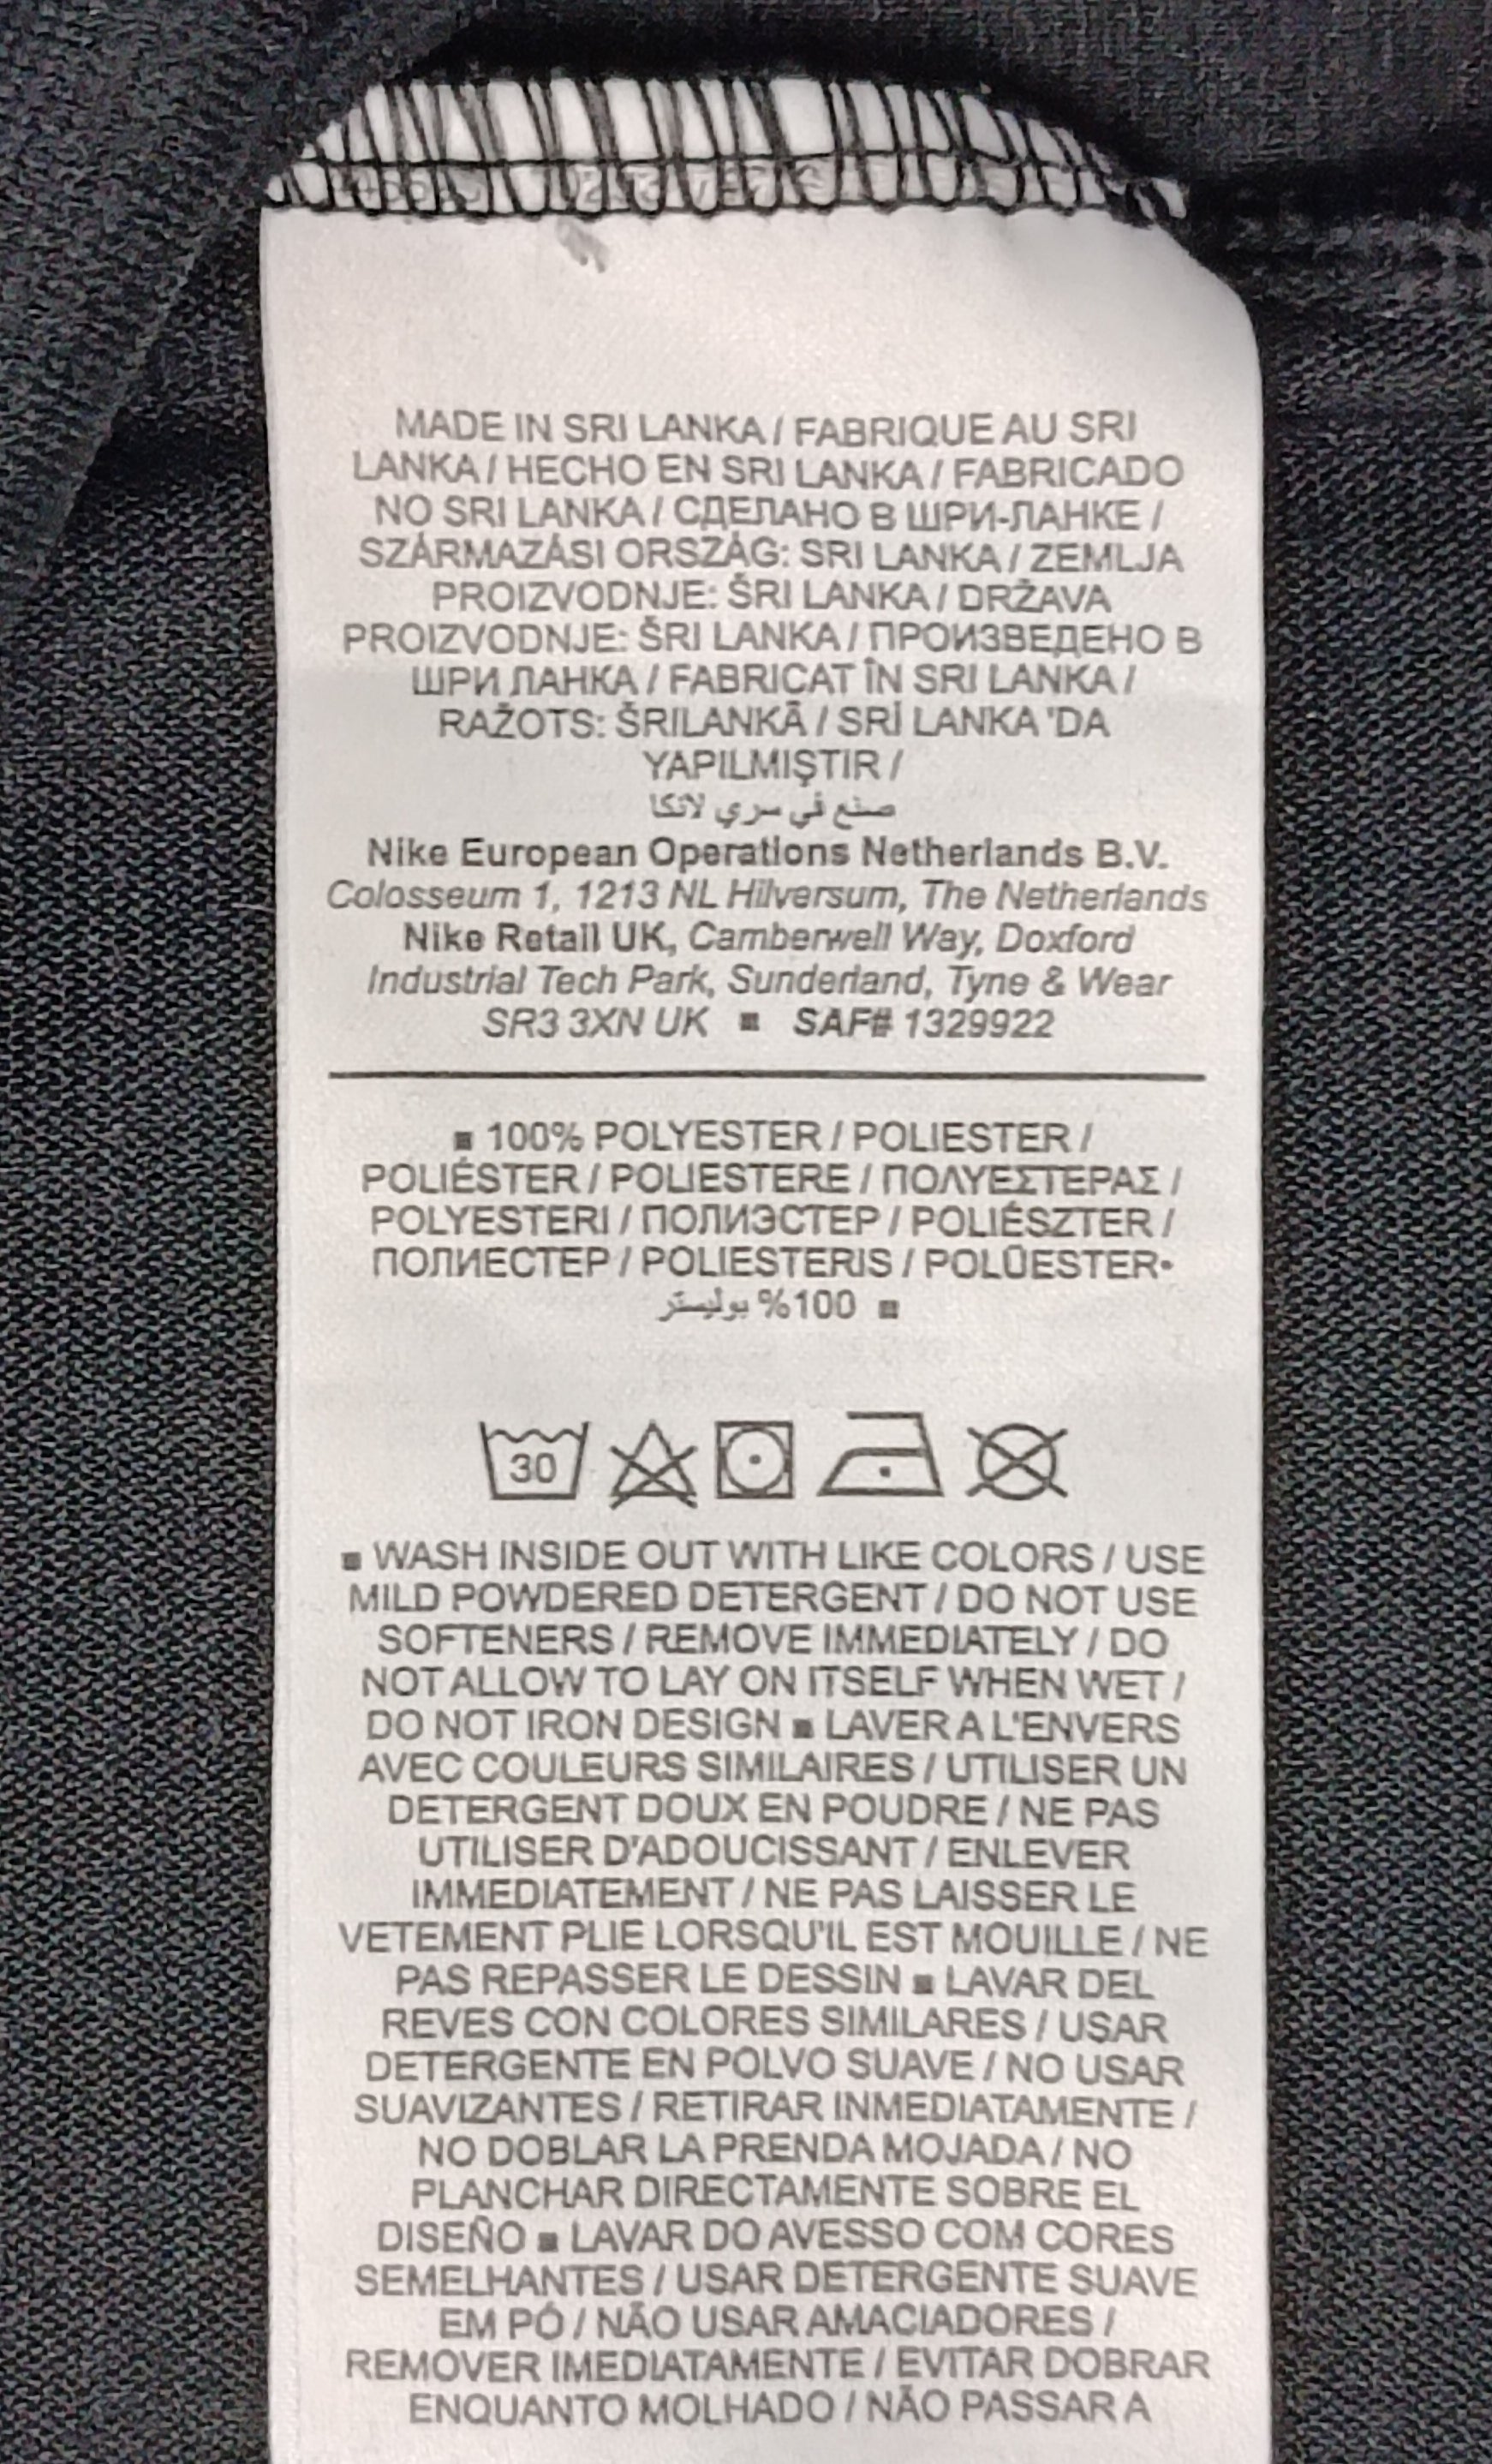 MADE IN SRI LANKA / FABRIQUE AU SRI
LANKA / HECHO EN SRI LANKA / FABRICADO
NO SRI LANKA / СДЕЛАНО В ШРИ-ЛАНКЕ /
SZÁRMAZÁSI ORSZÁG: SRI LANKA / ZEMLJA
PROIZVODNJE: ŠRI LANKA / DRŽAVA
PROIZVODNJE: ŠRI LANKA / ПРОИЗВЕДЕНО В
ШРИ ЛАНКА / FABRICAT ÎN SRI LANKA /
RAŽOTS: ŠRILANKĀ / SRİ LANKA 'DA
YAPILMIŞTIR /
صنع في سري لانكا
Nike European Operations Netherlands B.V.
Colosseum 1, 1213 NL Hilversum, The Netherlands
Nike Retail UK, Camberwell Way, Doxford
Industrial Tech Park, Sunderland, Tyne & Wear
SR3 3XN UK ■ SAF# 1329922
■ 100% POLYESTER / POLIESTER /
POLIÉSTER / POLIESTERE / ΠΟΛΥΕΣΤΕΡΑΣ /
POLYESTERI / ПОЛИЭСТЕР / POLIÉSZTER /
ПОЛИЕСТЕР / POLIESTERIS / POLÜESTER•
■ 100% بوليستر
30
■ WASH INSIDE OUT WITH LIKE COLORS / USE
MILD POWDERED DETERGENT / DO NOT USE
SOFTENERS / REMOVE IMMEDIATELY / DO
NOT ALLOW TO LAY ON ITSELF WHEN WET /
DO NOT IRON DESIGN ■ LAVER A L'ENVERS
AVEC COULEURS SIMILAIRES / UTILISER UN
DETERGENT DOUX EN POUDRE / NE PAS
UTILISER D'ADOUCISSANT / ENLEVER
IMMEDIATEMENT / NE PAS LAISSER LE
VETEMENT PLIE LORSQU'IL EST MOUILLE / NE
PAS REPASSER LE DESSIN ■ LAVAR DEL
REVES CON COLORES SIMILARES / USAR
DETERGENTE EN POLVO SUAVE / NO USAR
SUAVIZANTES / RETIRAR INMEDIATAMENTE /
NO DOBLAR LA PRENDA MOJADA / NO
PLANCHAR DIRECTAMENTE SOBRE EL
DISEÑO ■ LAVAR DO AVESSO COM CORES
SEMELHANTES / USAR DETERGENTE SUAVE
EM PÓ / NÃO USAR AMACIADORES /
REMOVER IMEDIATAMENTE / EVITAR DOBRAR
ENQUANTO MOLHADO / NÃO PASSAR A